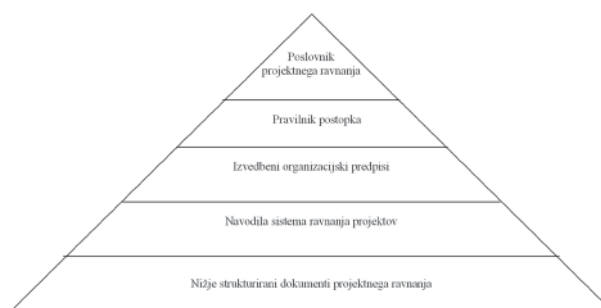 Poslovnik
projektnega ravnanja
Pravilnik postopka
Izvedbeni organizacijski predpisi
Navodila sistema ravnanja projektov
Nižje strukturirani dokumenti projektnega ravnanja